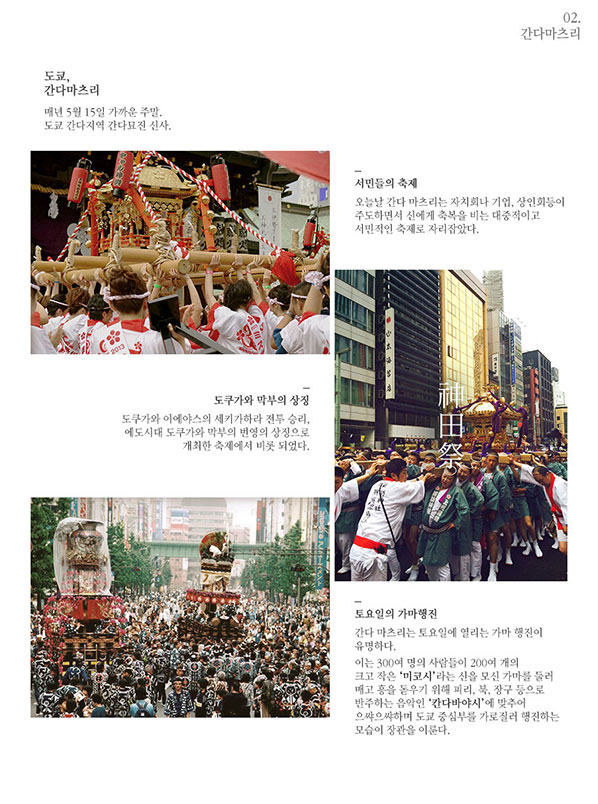 02.
간다마츠리
도쿄,
간다마츠리
매년 5월 15일 가까운 주말.
도쿄 간다지역 간다묘진 신사.
서민들의 축제
오늘날 간다 마츠리는 자치회나 기업, 상인회등이
주도하면서 신에게 축복을 비는 대중적이고
서민적인 축제로 자리잡았다.
2013
神田祭
도쿠가와 막부의 상징
도쿠가와 이에야스의 세키가하라 전투 승리,
에도시대 도쿠가와 막부의 번영의 상징으로
개최한 축제에서 비롯 되었다.
토요일의 가마행진
간다 마츠리는 토요일에 열리는 가마 행진이
유명하다.
이는 300여 명의 사람들이 200여 개의
크고 작은 ‘미코시’라는 신을 모신 가마를 둘러
매고 흥을 돋우기 위해 피리, 북, 장구 등으로
반주하는 음악인 ‘칸다바야시’에 맞추어
으쌰으쌰하며 도쿄 중심부를 가로질러 행진하는
모습이 장관을 이룬다.